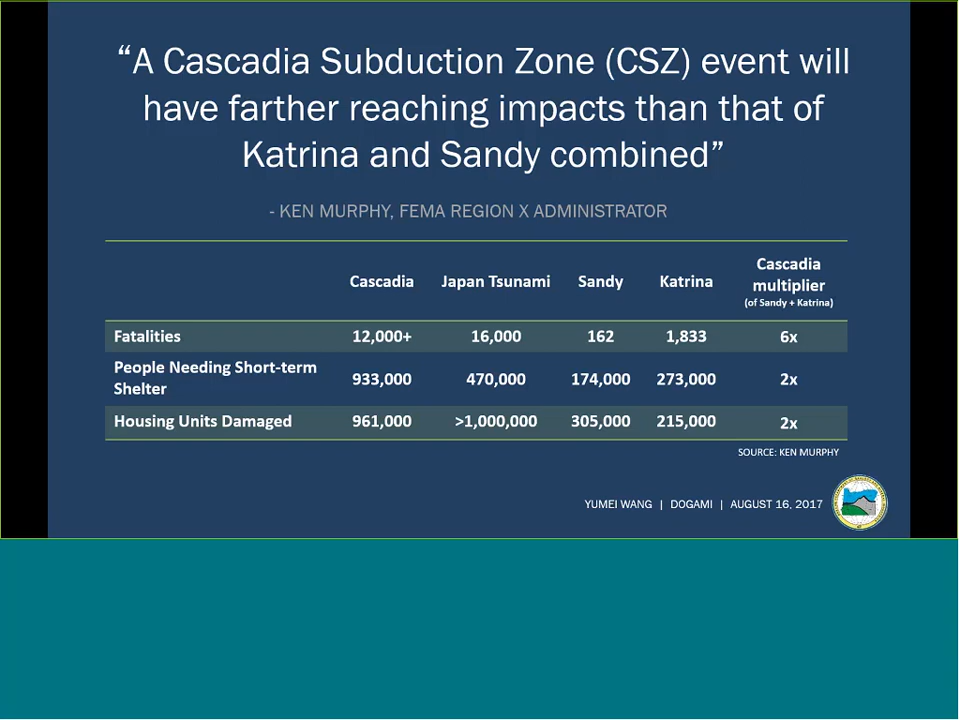 “A Cascadia Subduction Zone (CSZ) event will
have farther reaching impacts than that of
Katrina and Sandy combined”
- KEN MURPHY, FEMA REGION X ADMINISTRATOR
Cascadia Japan Tsunami Sandy Katrina Cascadia
multiplier
(of Sandy + Katrina)
Fatalities 12,000+ 16,000 162 1,833 6x
People Needing Short-term
Shelter 933,000 470,000 174,000 273,000 2x
Housing Units Damaged 961,000 >1,000,000 305,000 215,000 2x
SOURCE: KEN MURPHY
YUMEI WANG | DOGAMI | AUGUST 16, 2017